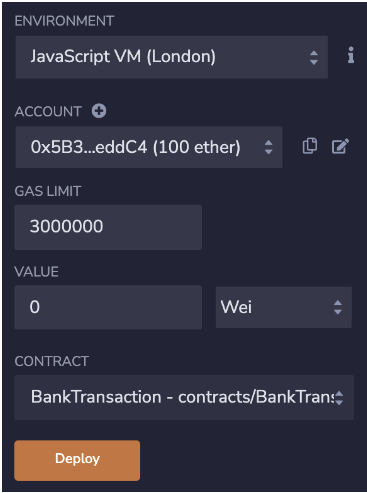 ENVIRONMENT
JavaScript VM (London)
ACCOUNT
0x5B3...eddC4 (100 ether)
GAS LIMIT
3000000
VALUE
0 Wei
CONTRACT
BankTransaction - contracts/BankTrans
Deploy